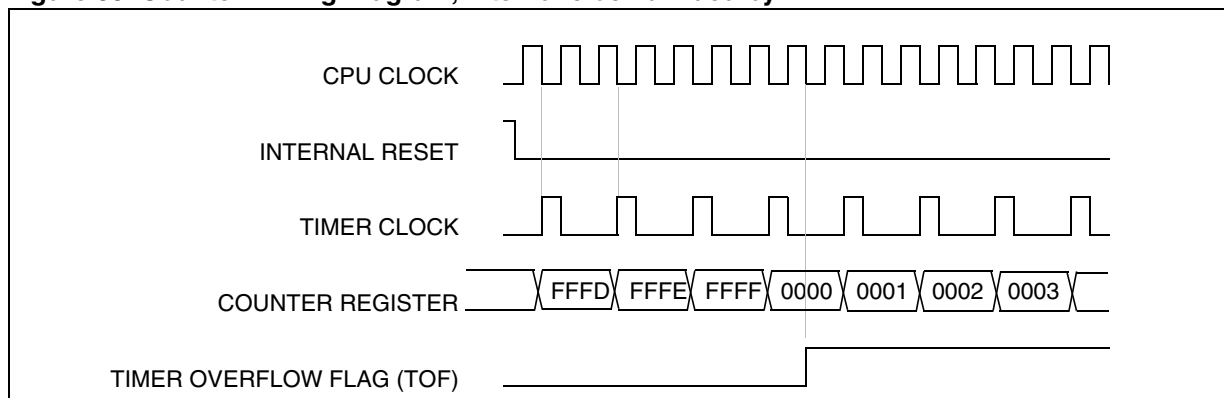 CPU CLOCK
INTERNAL RESET
TIMER CLOCK
COUNTER REGISTER
FFFD FFFE FFFF 0000 0001 0002 0003
TIMER OVERFLOW FLAG (TOF)